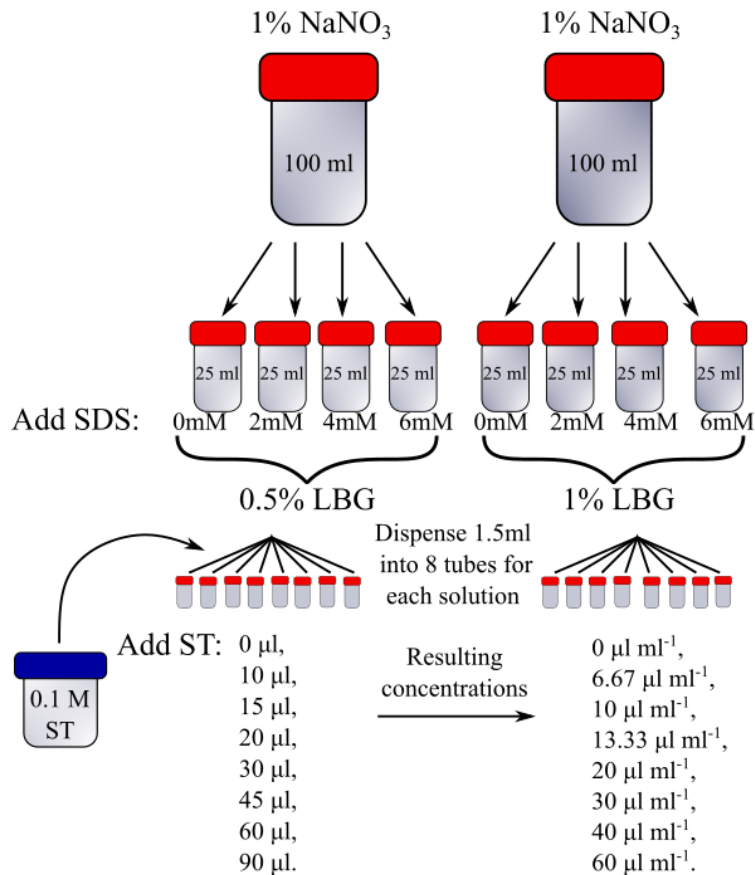 1% NaNO₃ 1% NaNO₃
100 ml 100 ml
25 ml 25 ml 25 ml 25 ml 25 ml 25 ml 25 ml 25 ml
Add SDS: 0mM 2mM 4mM 6mM 0mM 2mM 4mM 6mM
0.5% LBG 1% LBG
Dispense 1.5ml
into 8 tubes for
each solution
0.1 M
ST
Add ST:
0 µl,
10 µl,
15 µl,
20 µl,
30 µl,
45 µl,
60 µl,
90 µl.
Resulting
concentrations
0 µl ml⁻¹,
6.67 µl ml⁻¹,
10 µl ml⁻¹,
13.33 µl ml⁻¹,
20 µl ml⁻¹,
30 µl ml⁻¹,
40 µl ml⁻¹,
60 µl ml⁻¹.